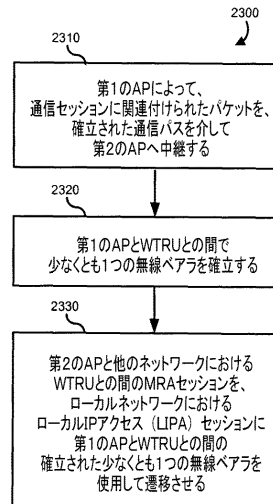 2300
2310
第1のAPによって、
通信セッションに関連付けられたパケットを、
確立された通信パスを介して
第2のAPへ中継する
2320
第1のAPとWTRUとの間で
少なくとも1つの無線ベアラを確立する
2330
第2のAPと他のネットワークにおける
WTRUとの間のMRAセッションを、
ローカルネットワークにおける
ローカルIPアクセス（LIPA）セッションに
第1のAPとWTRUとの間の
確立された少なくとも1つの無線ベアラを
使用して遷移させる